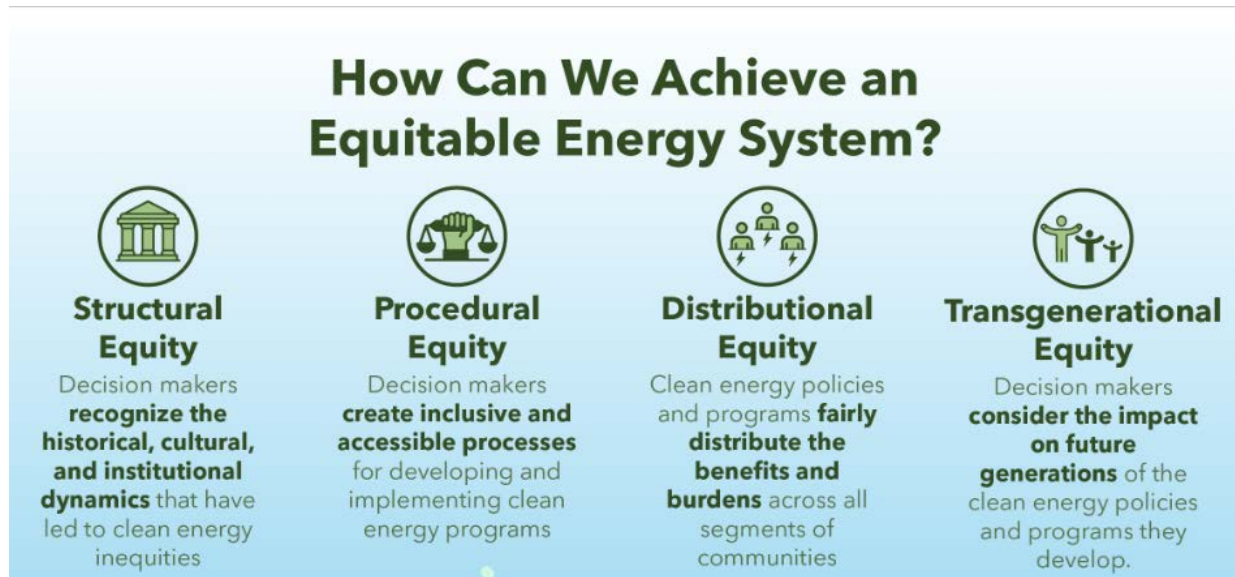 How Can We Achieve an
Equitable Energy System?
Structural
Equity
Decision makers
recognize the
historical, cultural,
and institutional
dynamics that have
led to clean energy
inequities
Procedural
Equity
Decision makers
create inclusive and
accessible processes
for developing and
implementing clean
energy programs
Distributional
Equity
Clean energy policies
and programs fairly
distribute the
benefits and
burdens across all
segments of
communities
Transgenerational
Equity
Decision makers
consider the impact
on future
generations of the
clean energy policies
and programs they
develop.